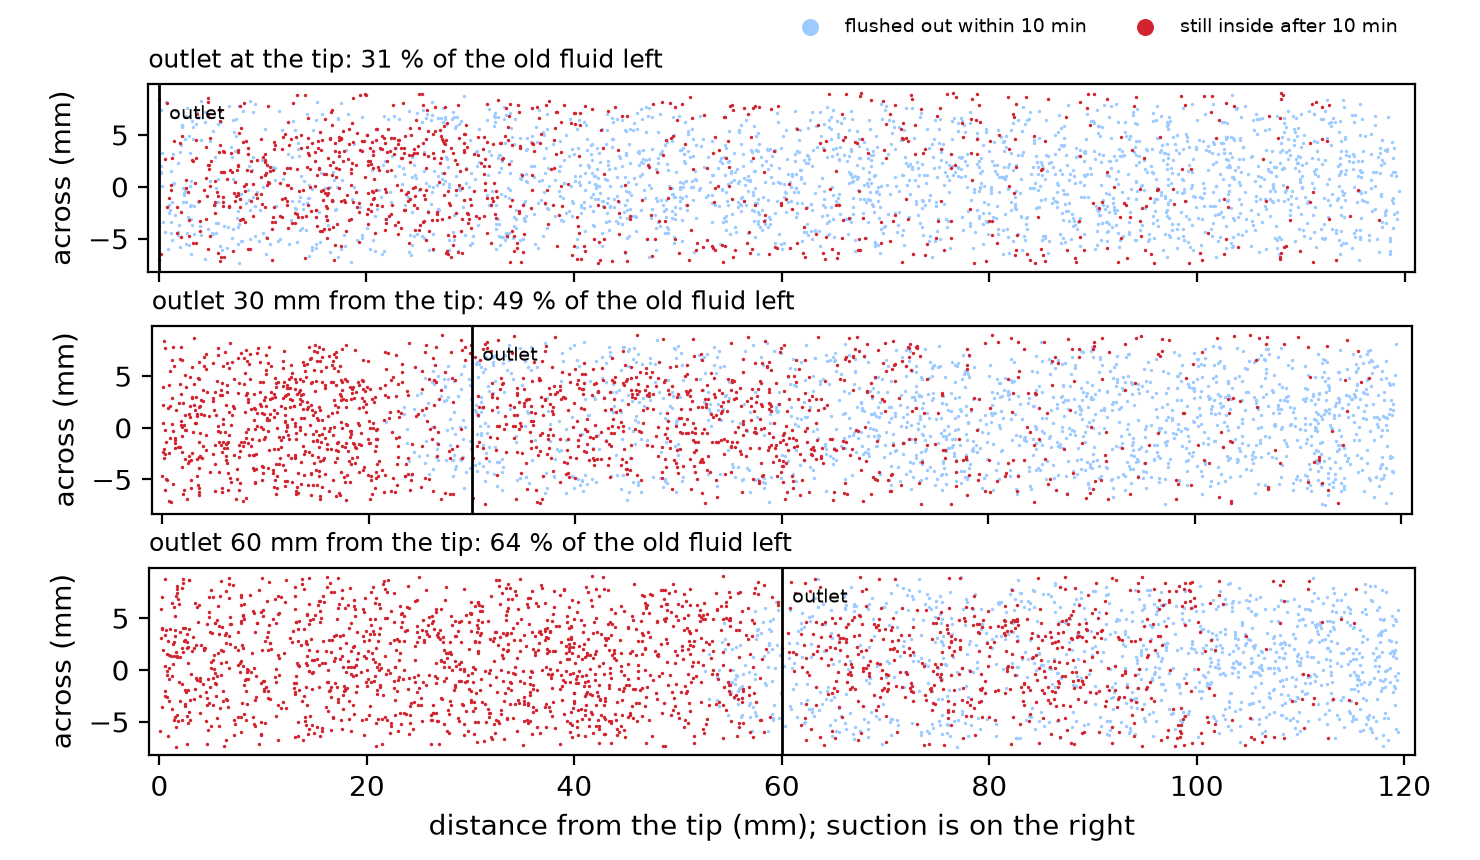 flushed out within 10 min
still inside after 10 min
outlet at the tip: 31 % of the old fluid left
across (mm)
5
0
−5
outlet
outlet 30 mm from the tip: 49 % of the old fluid left
across (mm)
5
0
−5
outlet
outlet 60 mm from the tip: 64 % of the old fluid left
across (mm)
5
0
−5
outlet
0 20 40 60 80 100 120
distance from the tip (mm); suction is on the right